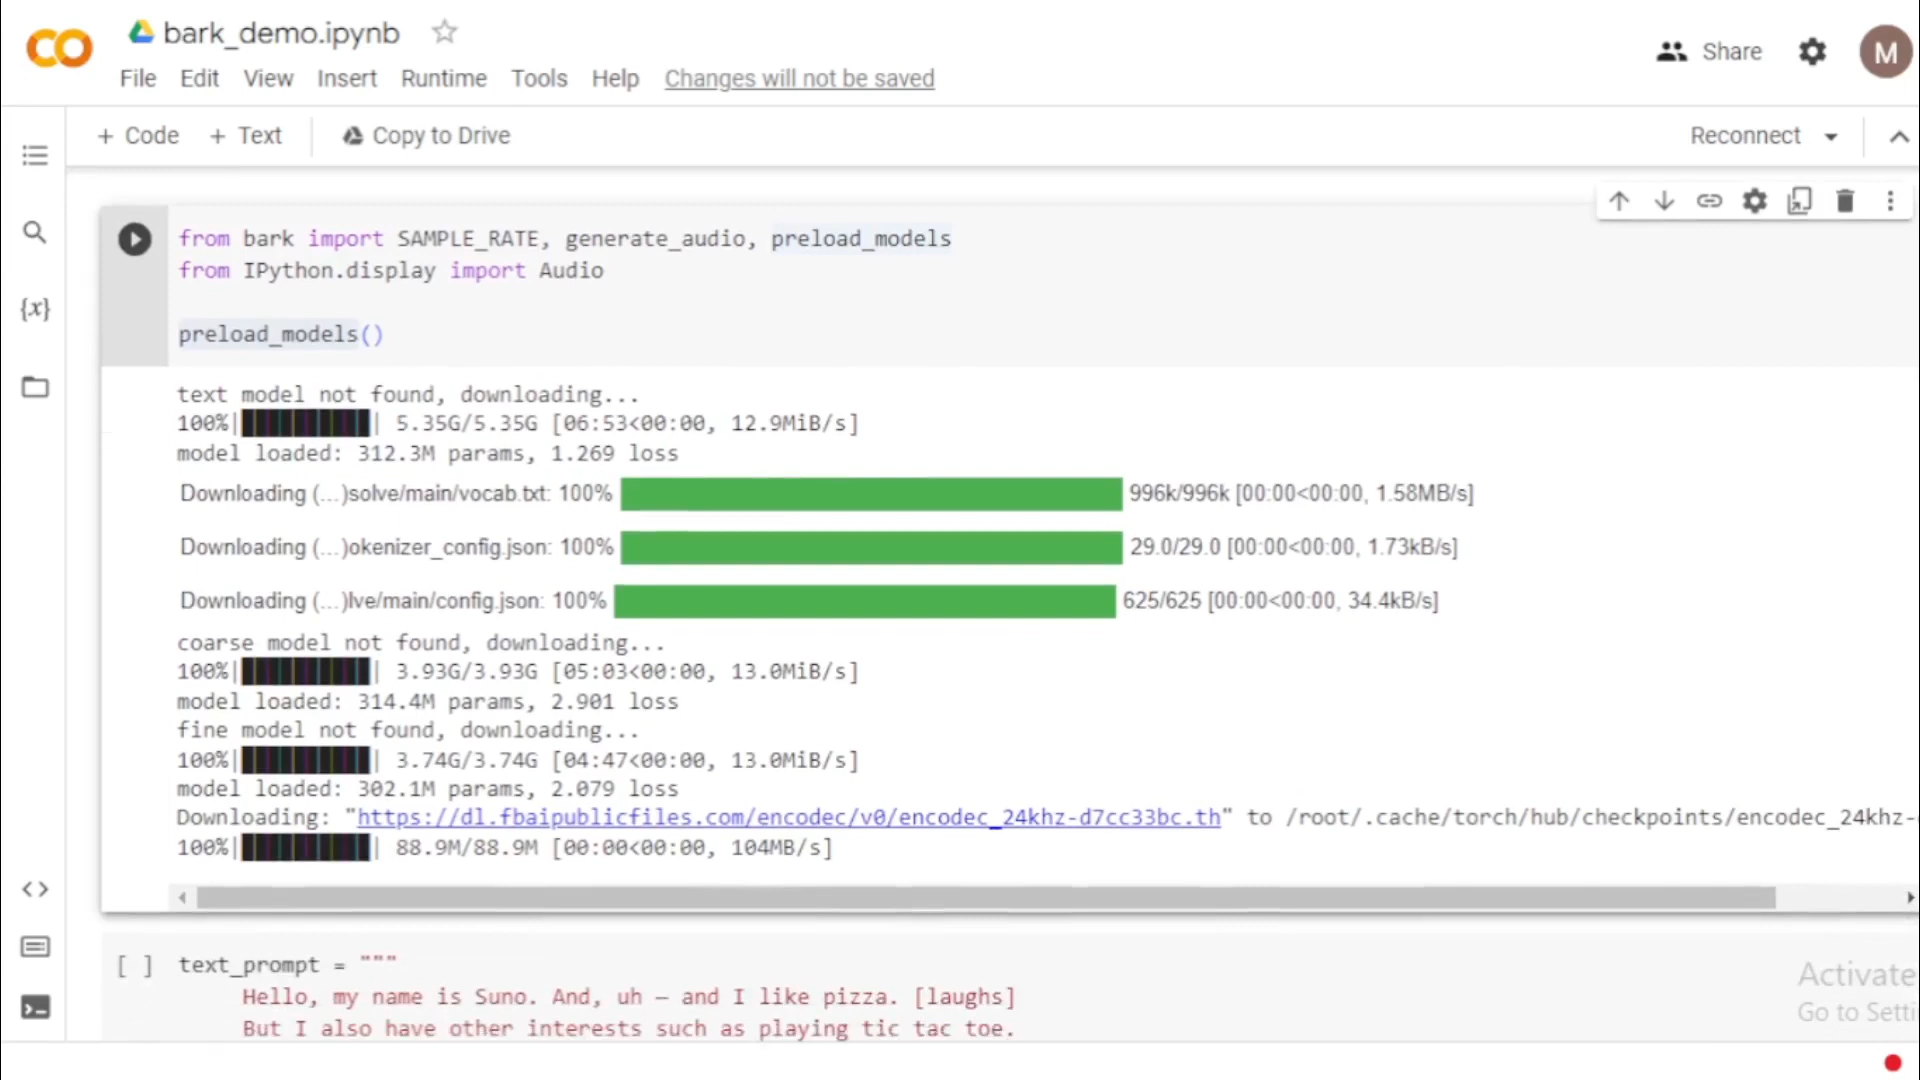 bark_demo.ipynb
File Edit View Insert Runtime Tools Help Changes will not be saved
Share
M
+ Code + Text Copy to Drive
Reconnect
{x}
from bark import SAMPLE_RATE, generate_audio, preload_models
from IPython.display import Audio
preload_models()
text model not found, downloading...
100%|██████████| 5.35G/5.35G [06:53<00:00, 12.9MiB/s]
model loaded: 312.3M params, 1.269 loss
Downloading (...)solve/main/vocab.txt: 100% 996k/996k [00:00<00:00, 1.58MB/s]
Downloading (...)okenizer_config.json: 100% 29.0/29.0 [00:00<00:00, 1.73kB/s]
Downloading (...)lve/main/config.json: 100% 625/625 [00:00<00:00, 34.4kB/s]
coarse model not found, downloading...
100%|██████████| 3.93G/3.93G [05:03<00:00, 13.0MiB/s]
model loaded: 314.4M params, 2.901 loss
fine model not found, downloading...
100%|██████████| 3.74G/3.74G [04:47<00:00, 13.0MiB/s]
model loaded: 302.1M params, 2.079 loss
Downloading: "https://dl.fbaipublicfiles.com/encodec/v0/encodec_24khz-d7cc33bc.th" to /root/.cache/torch/hub/checkpoints/encodec_24khz-
100%|██████████| 88.9M/88.9M [00:00<00:00, 104MB/s]
[ ] text_prompt = """
Hello, my name is Suno. And, uh — and I like pizza. [laughs]
But I also have other interests such as playing tic tac toe.
Activate
Go to Setti